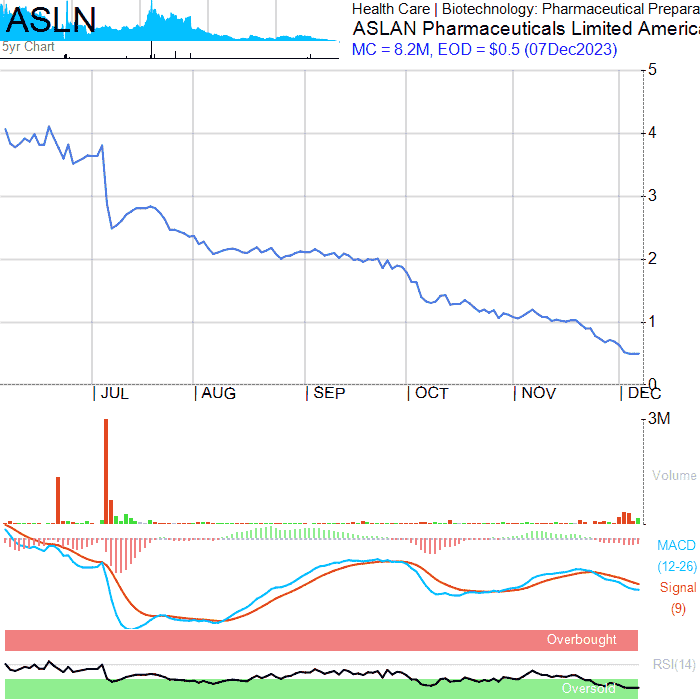 ASLN
5yr Chart
Health Care | Biotechnology: Pharmaceutical Prepara
ASLAN Pharmaceuticals Limited America
MC = 8.2M, EOD = $0.5 (07Dec2023)
5
4
3
2
1
0
JUL AUG SEP OCT NOV DEC
3M
Volume
MACD
(12-26)
Signal
(9)
Overbought
RSI(14)
Oversold